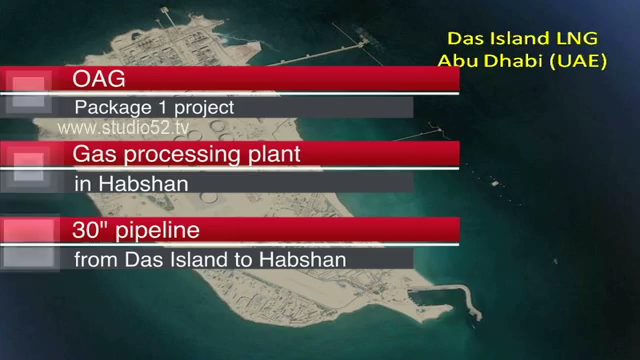 Das Island LNG
Abu Dhabi (UAE)
OAG
Package 1 project
www.studio52.tv
Gas processing plant
in Habshan
30" pipeline
from Das Island to Habshan